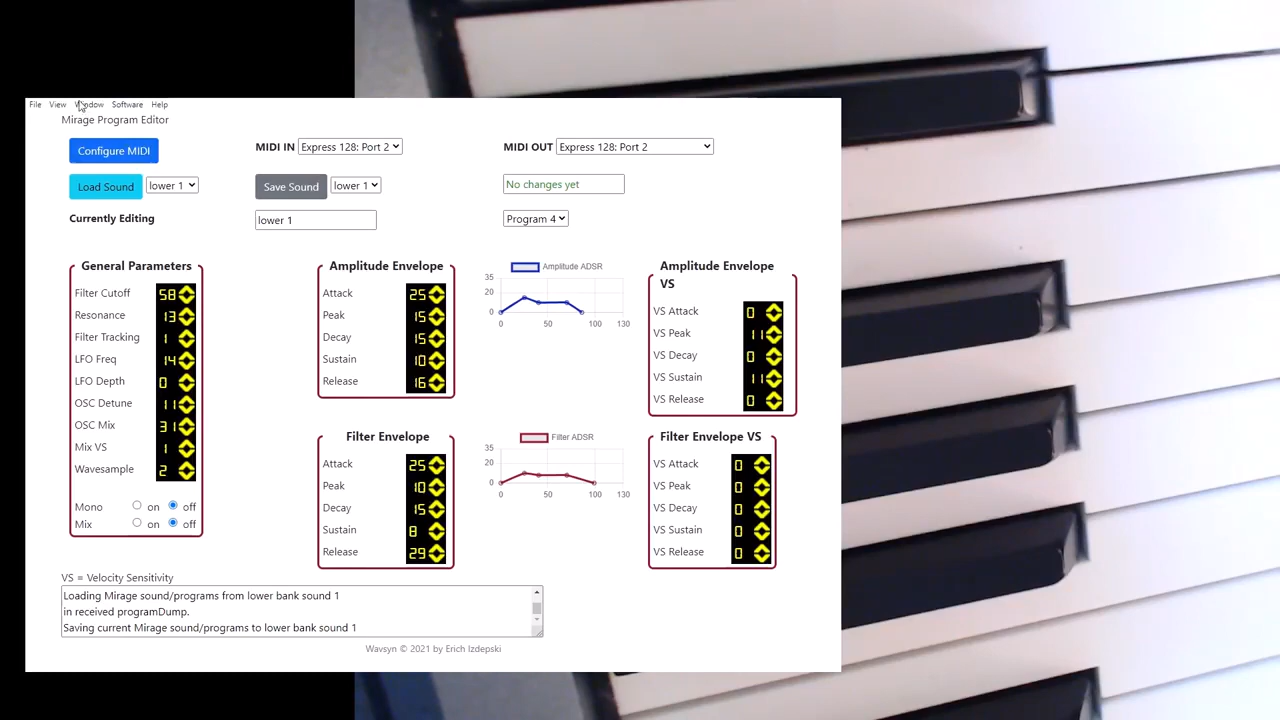 File View Window Software Help
Mirage Program Editor
Configure MIDI MIDI IN Express 128: Port 2 MIDI OUT Express 128: Port 2
Load Sound lower 1 Save Sound lower 1 No changes yet
Currently Editing lower 1 Program 4
General Parameters
Filter Cutoff 58
Resonance 13
Filter Tracking 1
LFO Freq 14
LFO Depth 0
OSC Detune 11
OSC Mix 31
Mix VS 1
Wavesample 2
Mono on off
Mix on off
Amplitude Envelope
Attack 25
Peak 15
Decay 15
Sustain 10
Release 16
Amplitude ADSR
35
20
0
0 50 100 130
Amplitude Envelope
VS
VS Attack 0
VS Peak 11
VS Decay 0
VS Sustain 11
VS Release 0
Filter Envelope
Attack 25
Peak 10
Decay 15
Sustain 8
Release 29
Filter ADSR
35
20
0
0 50 100 130
Filter Envelope VS
VS Attack 0
VS Peak 0
VS Decay 0
VS Sustain 0
VS Release 0
VS = Velocity Sensitivity
Loading Mirage sound/programs from lower bank sound 1
in received programDump.
Saving current Mirage sound/programs to lower bank sound 1
Wavsyn © 2021 by Erich Izdepski